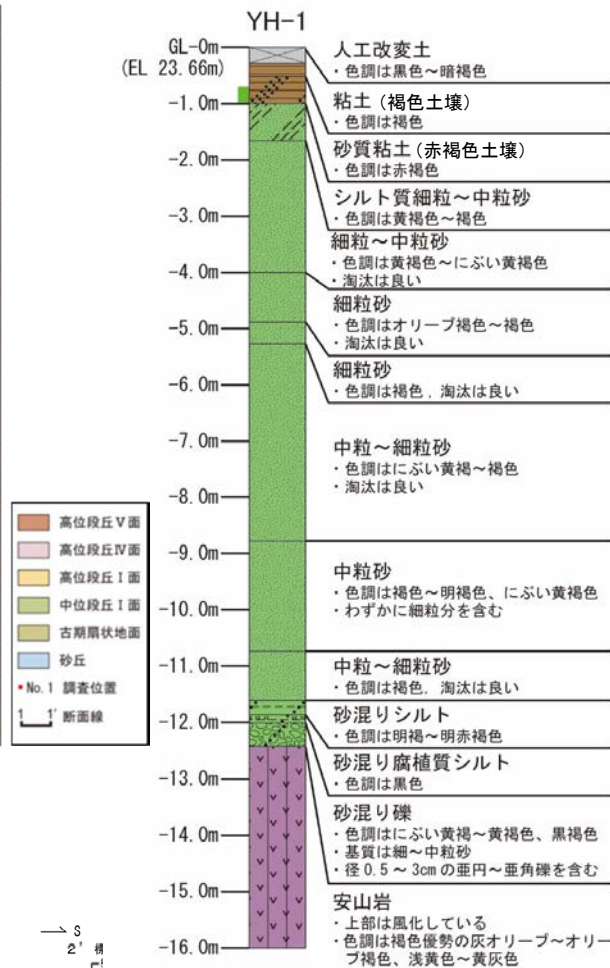 YH-1
GL-0m
(EL 23.66m)
-1.0m
-2.0m
-3.0m
-4.0m
-5.0m
-6.0m
-7.0m
-8.0m
-9.0m
-10.0m
-11.0m
-12.0m
-13.0m
-14.0m
-15.0m
-16.0m
人工改変土
・色調は黒色～暗褐色
粘土(褐色土壌)
・色調は褐色
砂質粘土(赤褐色土壌)
・色調は赤褐色
シルト質細粒～中粒砂
・色調は黄褐色～褐色
細粒～中粒砂
・色調は黄褐色～にぶい黄褐色
・淘汰は良い
細粒砂
・色調はオリーブ褐色～褐色
・淘汰は良い
細粒砂
・色調は褐色，淘汰は良い
中粒～細粒砂
・色調はにぶい黄褐～褐色
・淘汰は良い
中粒砂
・色調は褐色～明褐色、にぶい黄褐色
・わずかに細粒分を含む
中粒～細粒砂
・色調は褐色，淘汰は良い
砂混りシルト
・色調は明褐～明赤褐色
砂混り腐植質シルト
・色調は黒色
砂混り礫
・色調はにぶい黄褐～黄褐色、黒褐色
・基質は細～中粒砂
・径0.5～3cmの亜円～亜角礫を含む
安山岩
・上部は風化している
・色調は褐色優勢の灰オリーブ～オリー
ブ褐色、浅黄色～黄灰色
高位段丘Ⅴ面
高位段丘Ⅳ面
高位段丘Ⅰ面
中位段丘Ⅰ面
古期扇状地面
砂丘
•No.1 調査位置
1 1' 断面線
→ S
2'